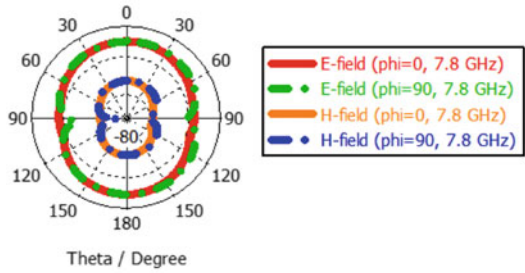 0
30 30
60 60
90 90
-80
120 120
150 150
180
Theta / Degree
E-field (phi=0, 7.8 GHz)
E-field (phi=90, 7.8 GHz)
H-field (phi=0, 7.8 GHz)
H-field (phi=90, 7.8 GHz)